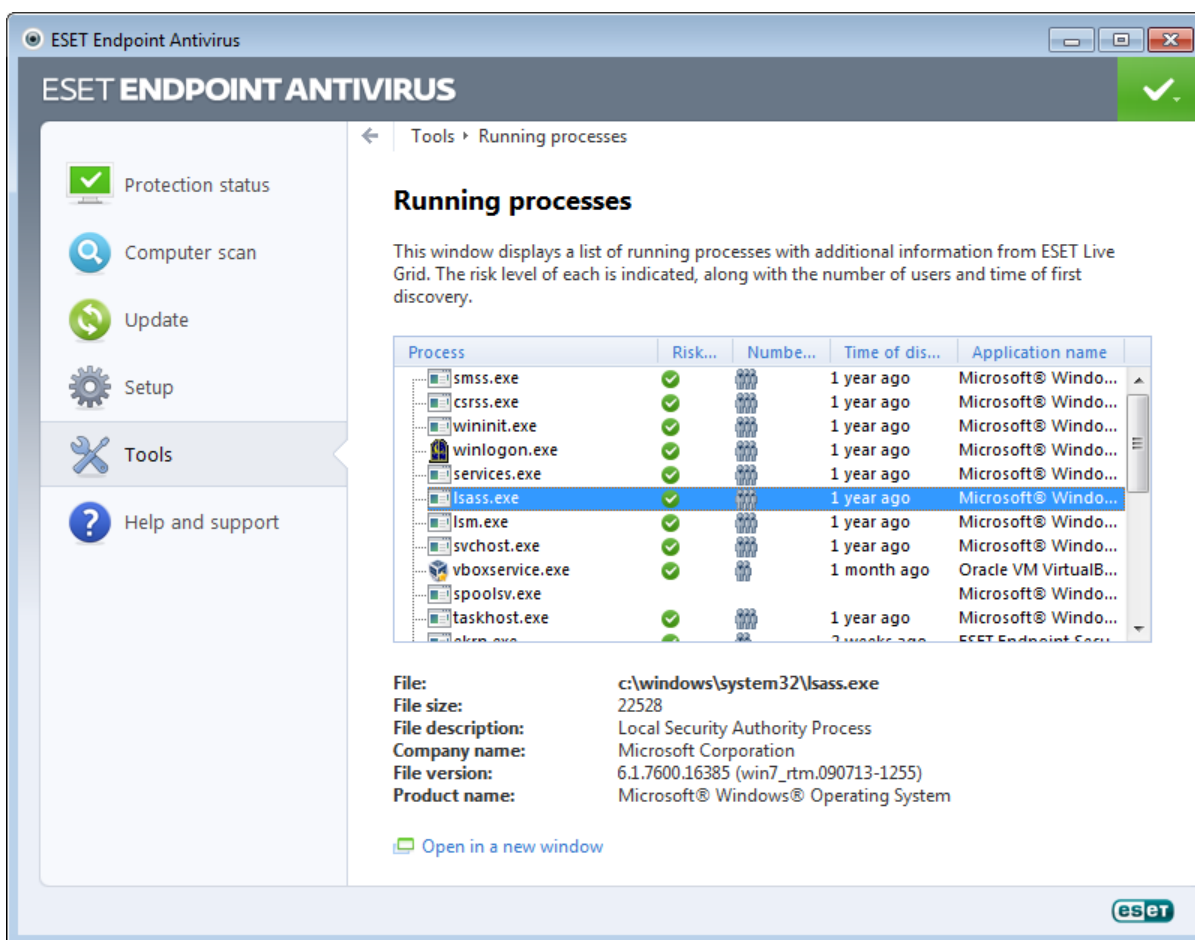 ESET Endpoint Antivirus
ESET ENDPOINT ANTIVIRUS
Tools ‣ Running processes
Protection status
Computer scan
Update
Setup
Tools
Help and support
Running processes
This window displays a list of running processes with additional information from ESET Live
Grid. The risk level of each is indicated, along with the number of users and time of first
discovery.
Process Risk... Numbe... Time of dis... Application name
smss.exe 1 year ago Microsoft® Windo...
csrss.exe 1 year ago Microsoft® Windo...
wininit.exe 1 year ago Microsoft® Windo...
winlogon.exe 1 year ago Microsoft® Windo...
services.exe 1 year ago Microsoft® Windo...
lsass.exe 1 year ago Microsoft® Windo...
lsm.exe 1 year ago Microsoft® Windo...
svchost.exe 1 year ago Microsoft® Windo...
vboxservice.exe 1 month ago Oracle VM VirtualB...
spoolsv.exe Microsoft® Windo...
taskhost.exe 1 year ago Microsoft® Windo...
ekrn.exe 2 weeks ago ESET Endpoint Secu...
File: c:\windows\system32\lsass.exe
File size: 22528
File description: Local Security Authority Process
Company name: Microsoft Corporation
File version: 6.1.7600.16385 (win7_rtm.090713-1255)
Product name: Microsoft® Windows® Operating System
Open in a new window
eset